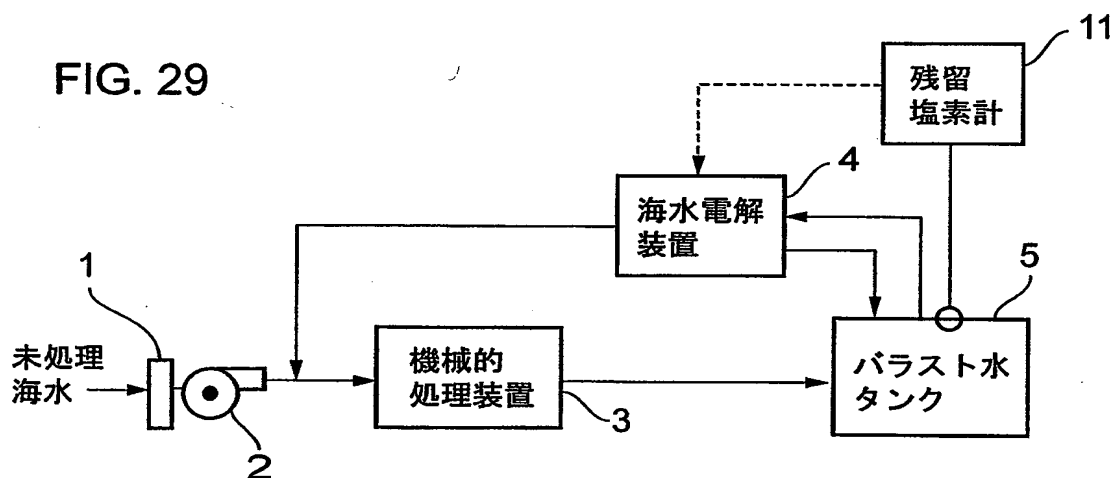 FIG. 29
11
残留
塩素計
4
海水電解
装置
1
5
未処理
海水
機械的
処理装置
バラスト水
タンク
3
2